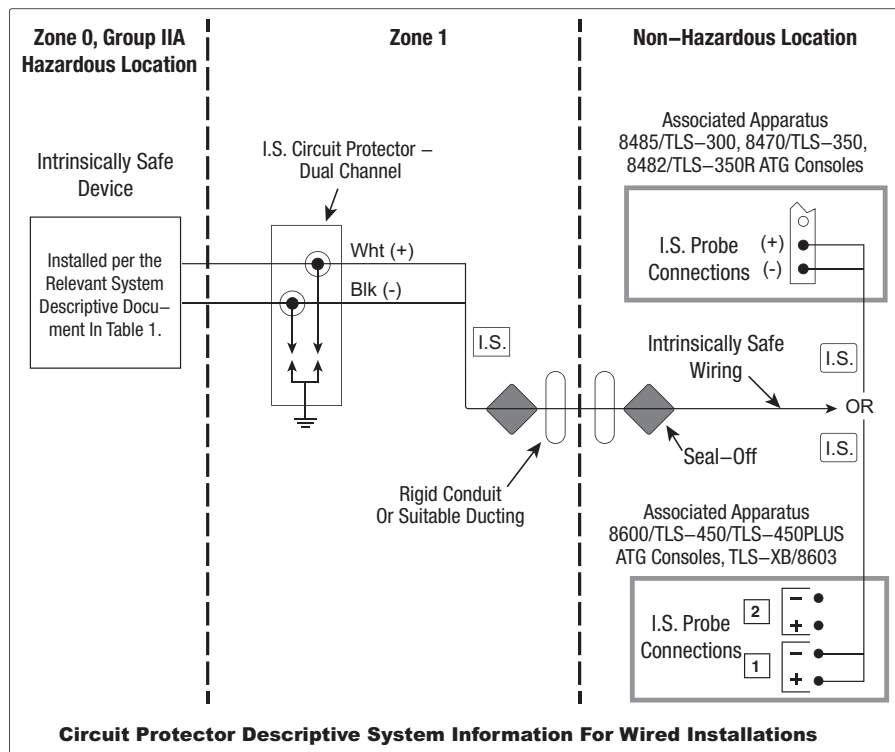 Zone 0, Group IIA
Hazardous Location
Zone 1
Non–Hazardous Location
Intrinsically Safe
Device
Installed per the
Relevant System
Descriptive Docu–
ment In Table 1.
I.S. Circuit Protector –
Dual Channel
Wht (+)
Blk (-)
I.S.
Rigid Conduit
Or Suitable Ducting
Associated Apparatus
8485/TLS–300, 8470/TLS–350,
8482/TLS–350R ATG Consoles
I.S. Probe
Connections
(+)
(-)
Intrinsically Safe
Wiring
I.S.
OR
I.S.
Seal–Off
Associated Apparatus
8600/TLS–450/TLS–450PLUS
ATG Consoles, TLS–XB/8603
I.S. Probe
Connections
2
–
+
1
–
+
Circuit Protector Descriptive System Information For Wired Installations